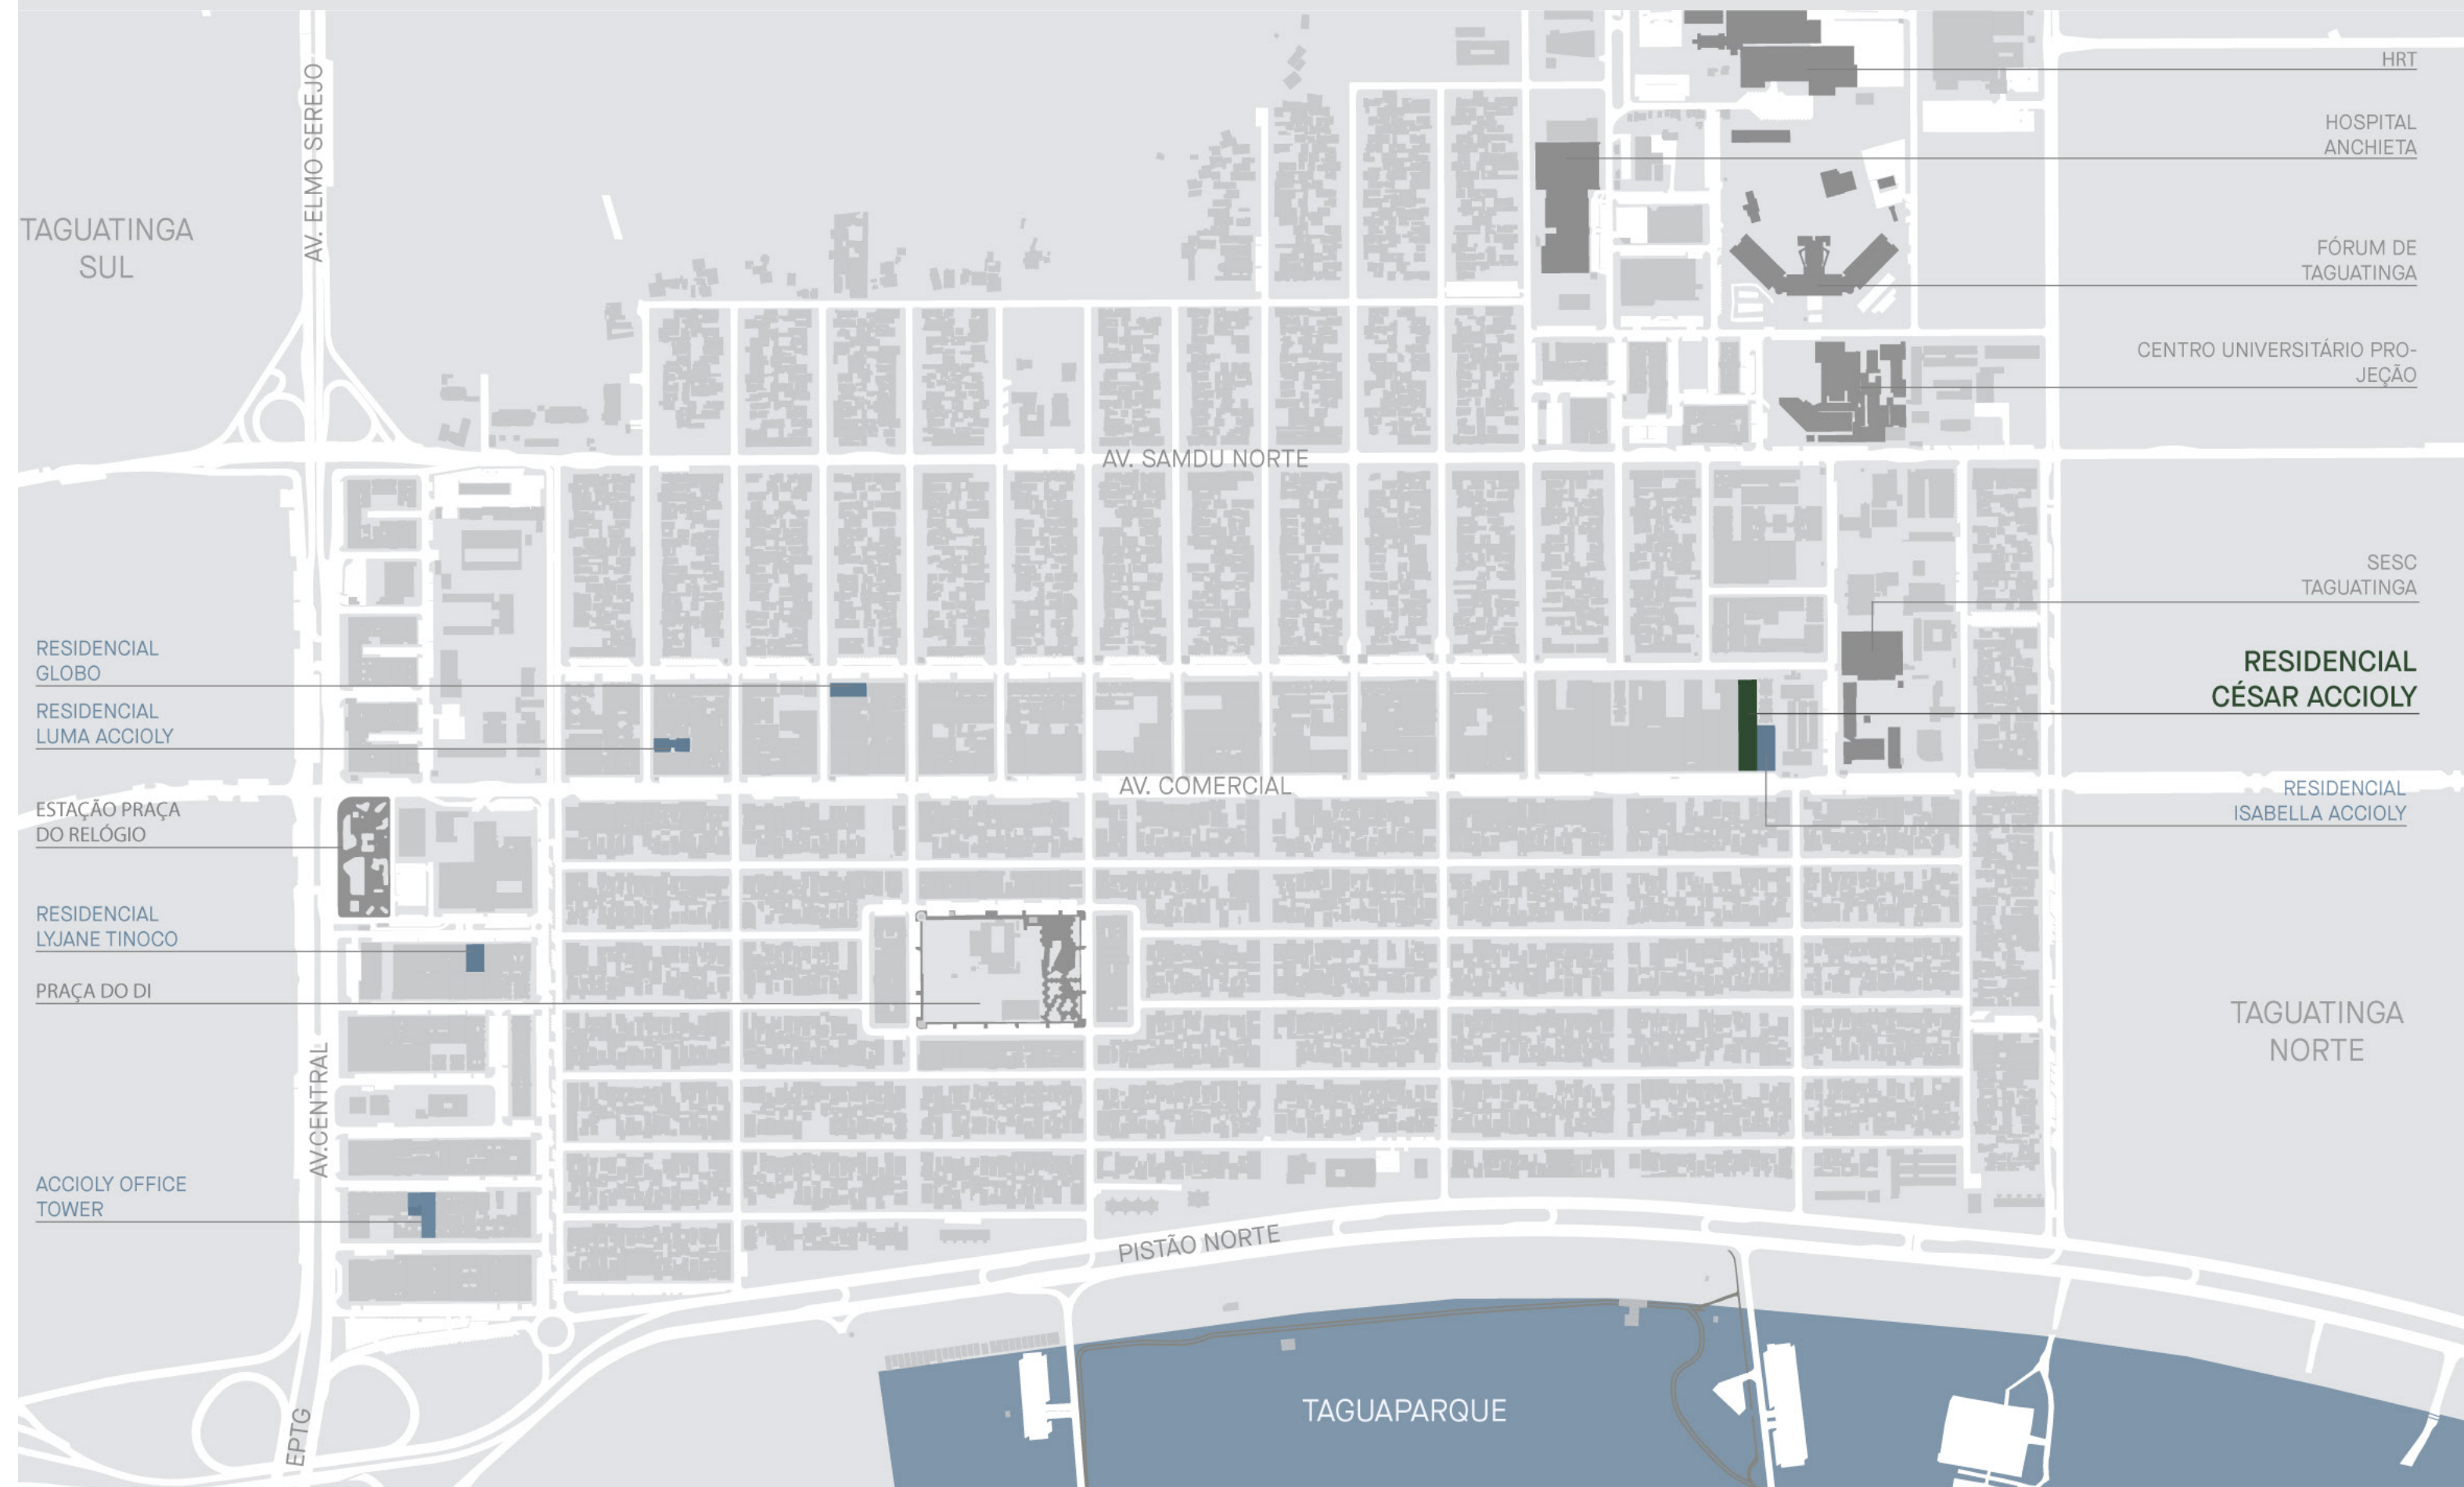 HRT
HOSPITAL
ANCHIETA
FÓRUM DE
TAGUATINGA
CENTRO UNIVERSITÁRIO PRO-
JEÇÃO
SESC
TAGUATINGA
RESIDENCIAL
CÉSAR ACCIOLY
RESIDENCIAL
ISABELLA ACCIOLY
TAGUATINGA
NORTE
TAGUATINGA
SUL
AV. ELMO SEREJO
AV. SAMDU NORTE
RESIDENCIAL
GLOBO
RESIDENCIAL
LUMA ACCIOLY
AV. COMERCIAL
ESTAÇÃO PRAÇA
DO RELÓGIO
RESIDENCIAL
LYJANE TINOCO
PRAÇA DO DI
AV.CENTRAL
ACCIOLY OFFICE
TOWER
PISTÃO NORTE
EPTG
TAGUAPARQUE